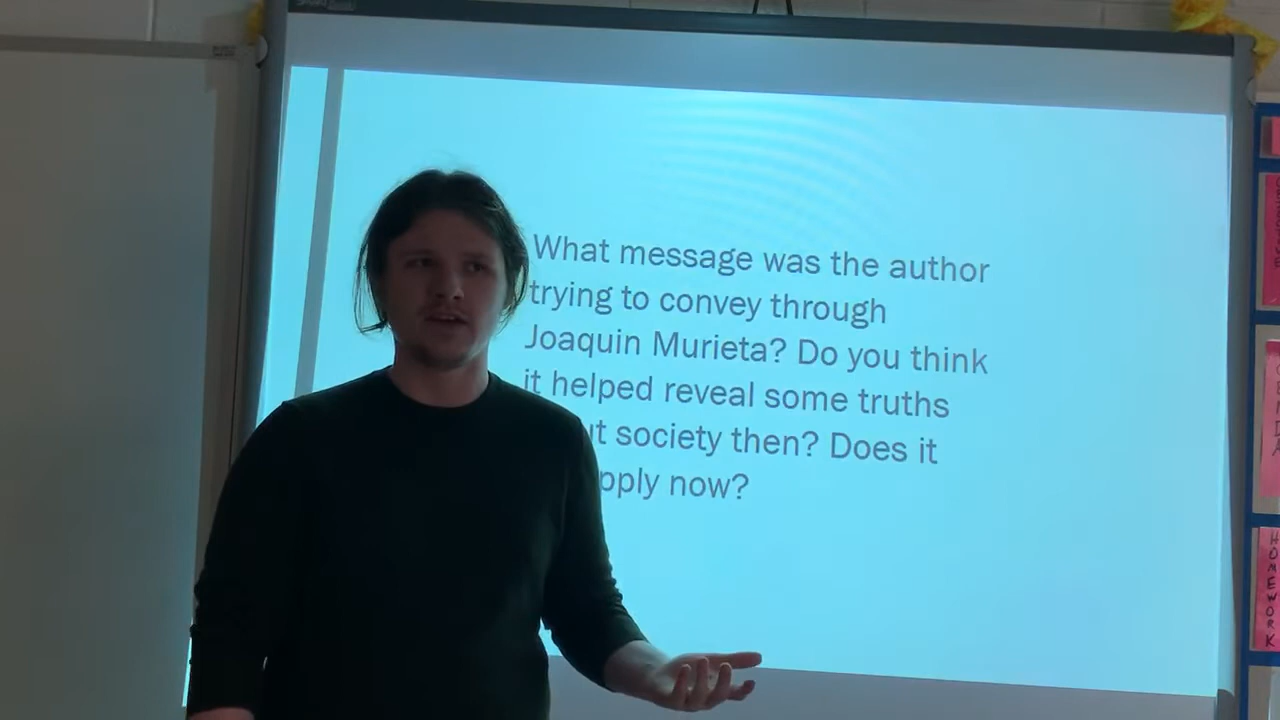 What message was the author
trying to convey through
Joaquin Murieta? Do you think
it helped reveal some truths
society then? Does it
now?
HOMEWORK